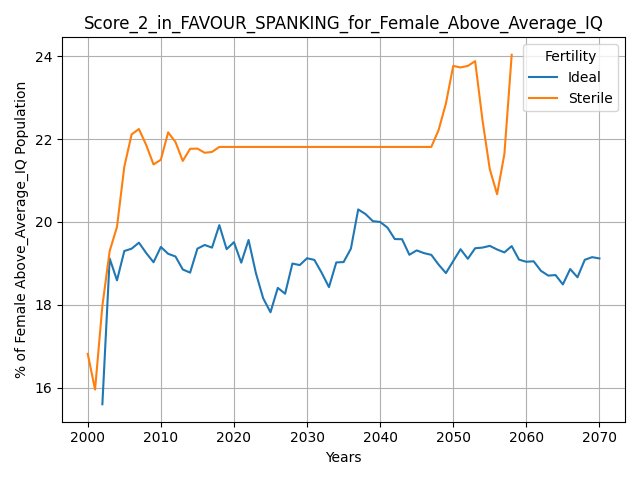 Score_2_in_FAVOUR_SPANKING_for_Female_Above_Average_IQ
% of Female Above_Average_IQ Population
24
22
20
18
16
Fertility
Ideal
Sterile
2000 2010 2020 2030 2040 2050 2060 2070
Years